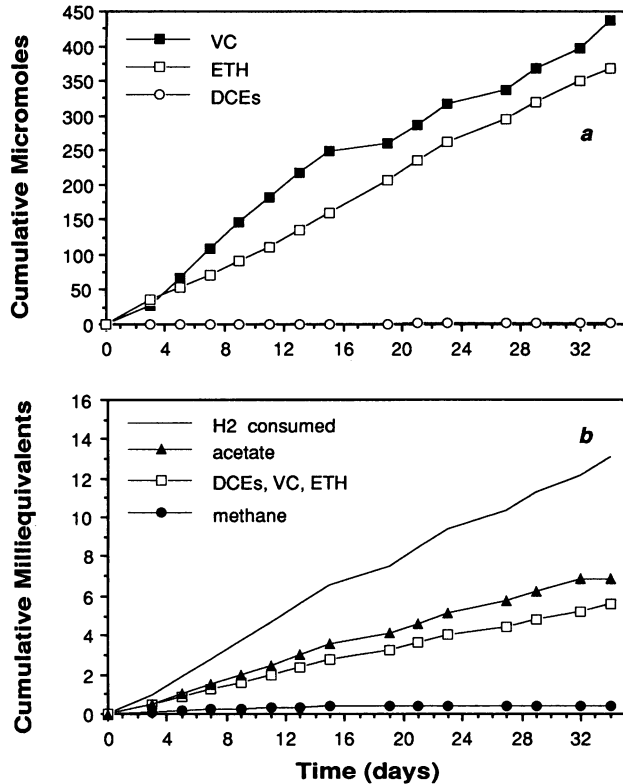 Cumulative Micromoles
450
400
350
300
250
200
150
100
50
0
VC
ETH
DCEs
a
0 4 8 12 16 20 24 28 32
Cumulative Milliequivalents
16
14
12
10
8
6
4
2
0
H2 consumed
acetate
DCEs, VC, ETH
methane
b
0 4 8 12 16 20 24 28 32
Time (days)